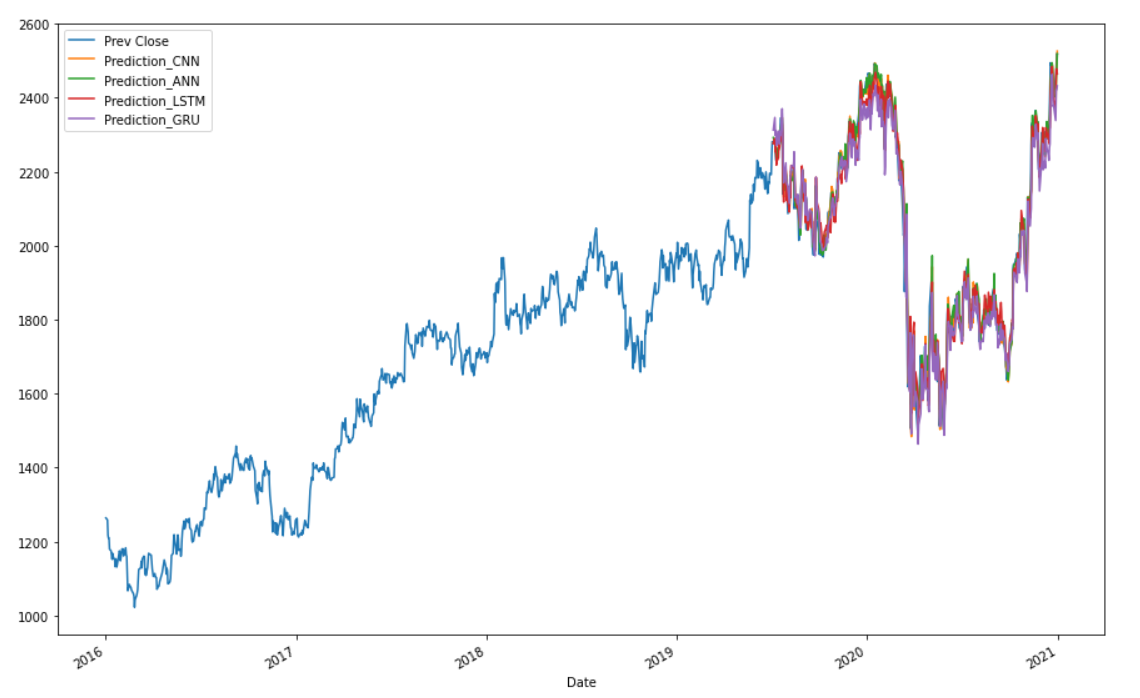 2600
2400
2200
2000
1800
1600
1400
1200
1000
Prev Close
Prediction_CNN
Prediction_ANN
Prediction_LSTM
Prediction_GRU
2016
2017
2018
2019
2020
2021
Date